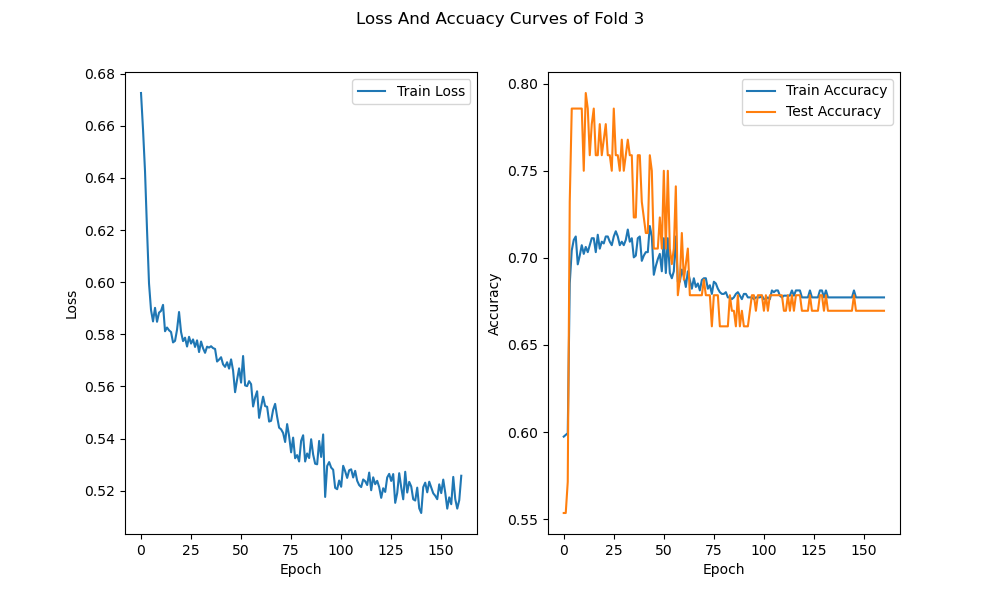 Loss And Accuacy Curves of Fold 3
0.68
0.66
0.64
0.62
0.60
0.58
0.56
0.54
0.52
Loss
Train Loss
0 25 50 75 100 125 150
Epoch
0.80
0.75
0.70
0.65
0.60
0.55
Accuracy
Train Accuracy
Test Accuracy
0 25 50 75 100 125 150
Epoch